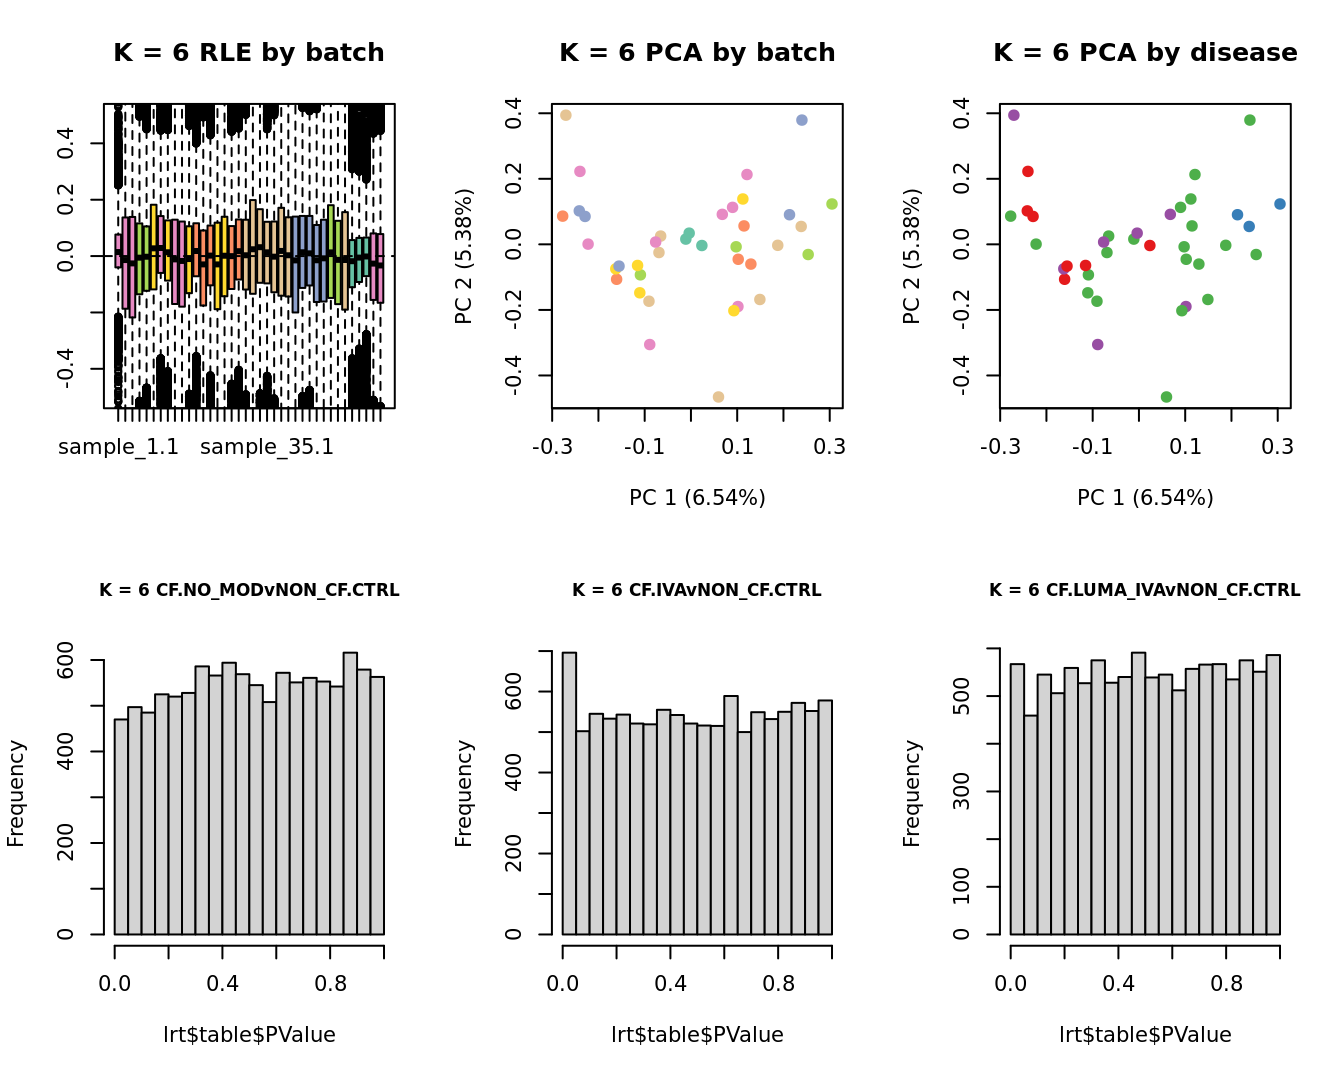 K = 6 RLE by batch
0.4
0.2
0.0
-0.4
sample_1.1 sample_35.1
K = 6 PCA by batch
PC 2 (5.38%)
0.4
0.2
0.0
-0.2
-0.4
-0.3 -0.1 0.1 0.3
PC 1 (6.54%)
K = 6 PCA by disease
PC 2 (5.38%)
0.4
0.2
0.0
-0.2
-0.4
-0.3 -0.1 0.1 0.3
PC 1 (6.54%)
K = 6 CF.NO_MODvNON_CF.CTRL
Frequency
600
400
200
0
0.0 0.4 0.8
lrt$table$PValue
K = 6 CF.IVAvNON_CF.CTRL
Frequency
600
400
200
0
0.0 0.4 0.8
lrt$table$PValue
K = 6 CF.LUMA_IVAvNON_CF.CTRL
Frequency
500
300
100
0
0.0 0.4 0.8
lrt$table$PValue